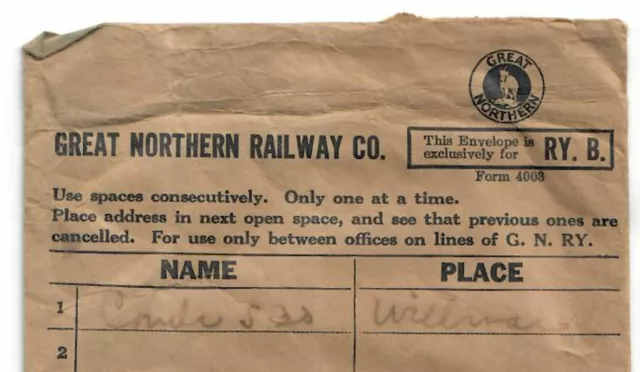 GREAT NORTHERN
GREAT NORTHERN RAILWAY CO.
This Envelope is exclusively for RY. B.
Form 4008
Use spaces consecutively. Only one at a time.
Place address in next open space, and see that previous ones are
cancelled. For use only between offices on lines of G. N. RY.
NAME PLACE
1
2